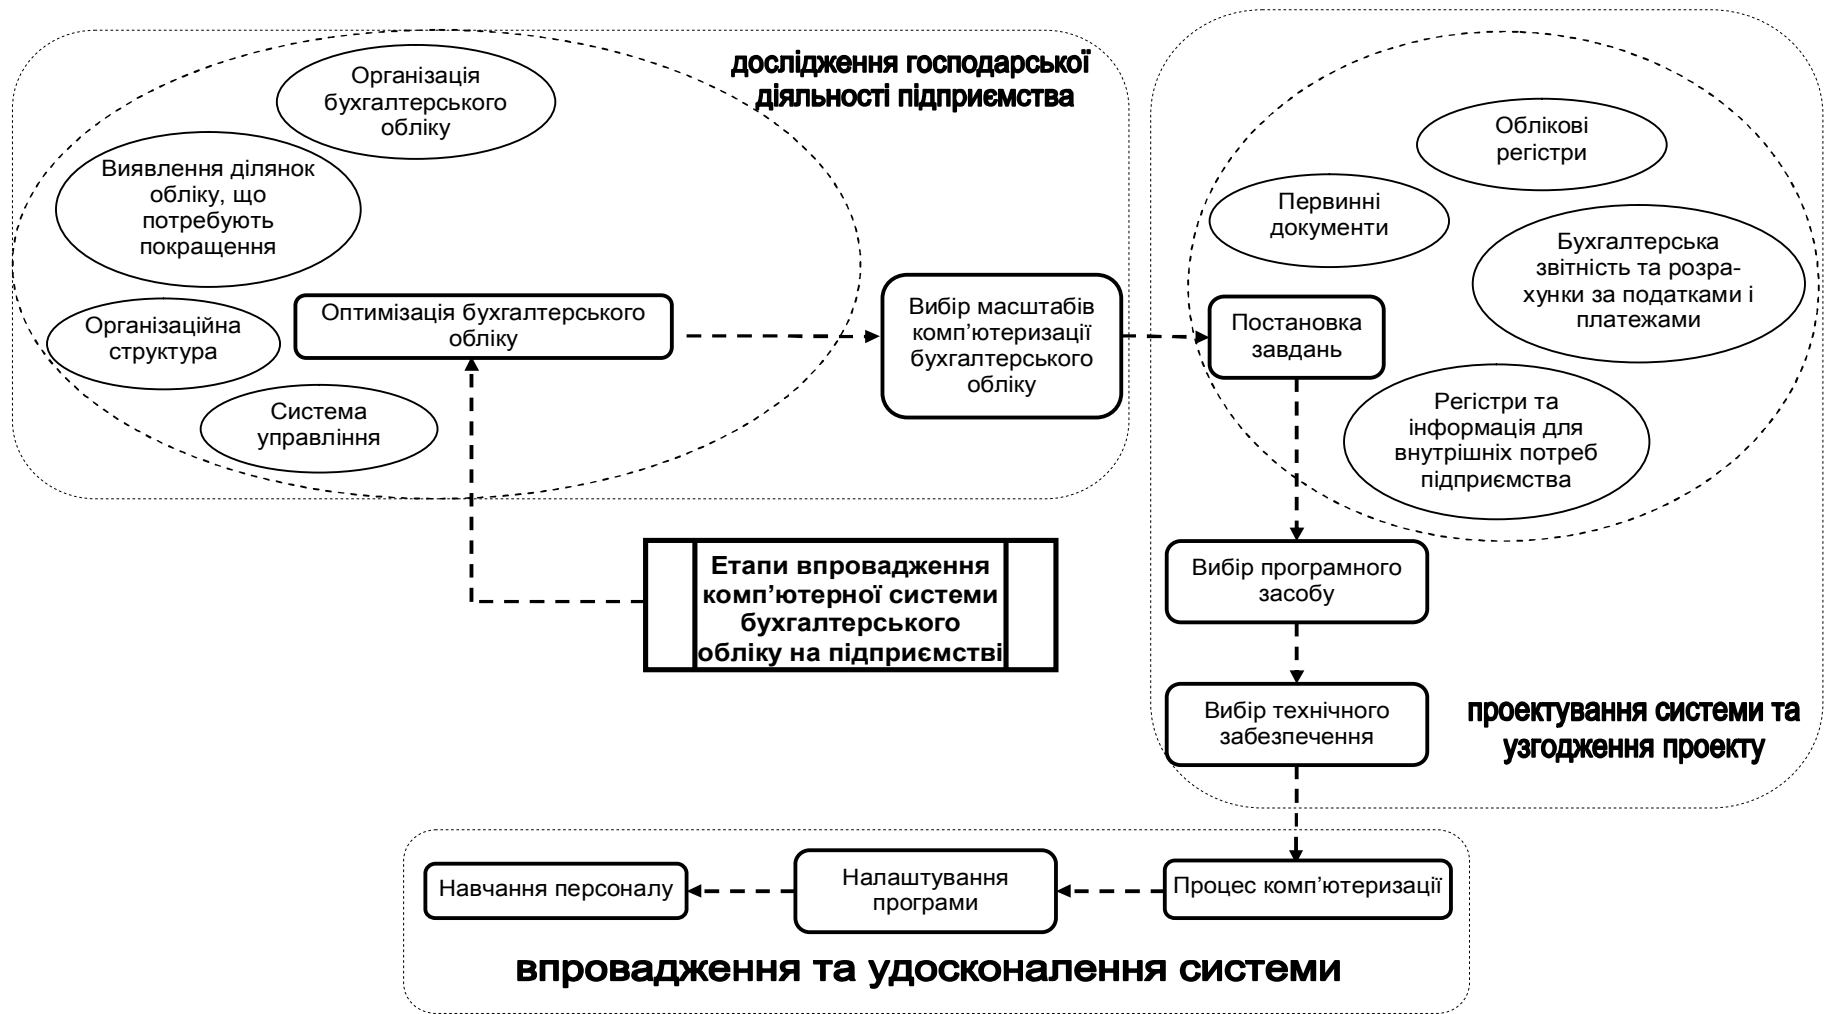 дослідження господарської
діяльності підприємства
Організація
бухгалтерського
обліку
Виявлення ділянок
обліку, що
потребують
покращення
Організаційна
структура
Система
управління
Оптимізація бухгалтерського
обліку
Вибір масштабів
комп’ютеризації
бухгалтерського
обліку
Облікові
регістри
Первинні
документи
Бухгалтерська
звітність та розра-
хунки за податками і
платежами
Постановка
завдань
Регістри та
інформація для
внутрішніх потреб
підприємства
Етапи впровадження
комп’ютерної системи
бухгалтерського
обліку на підприємстві
Вибір програмного
засобу
Вибір технічного
забезпечення
проектування системи та
узгодження проекту
Процес комп’ютеризації
Налаштування
програми
Навчання персоналу
впровадження та удосконалення системи